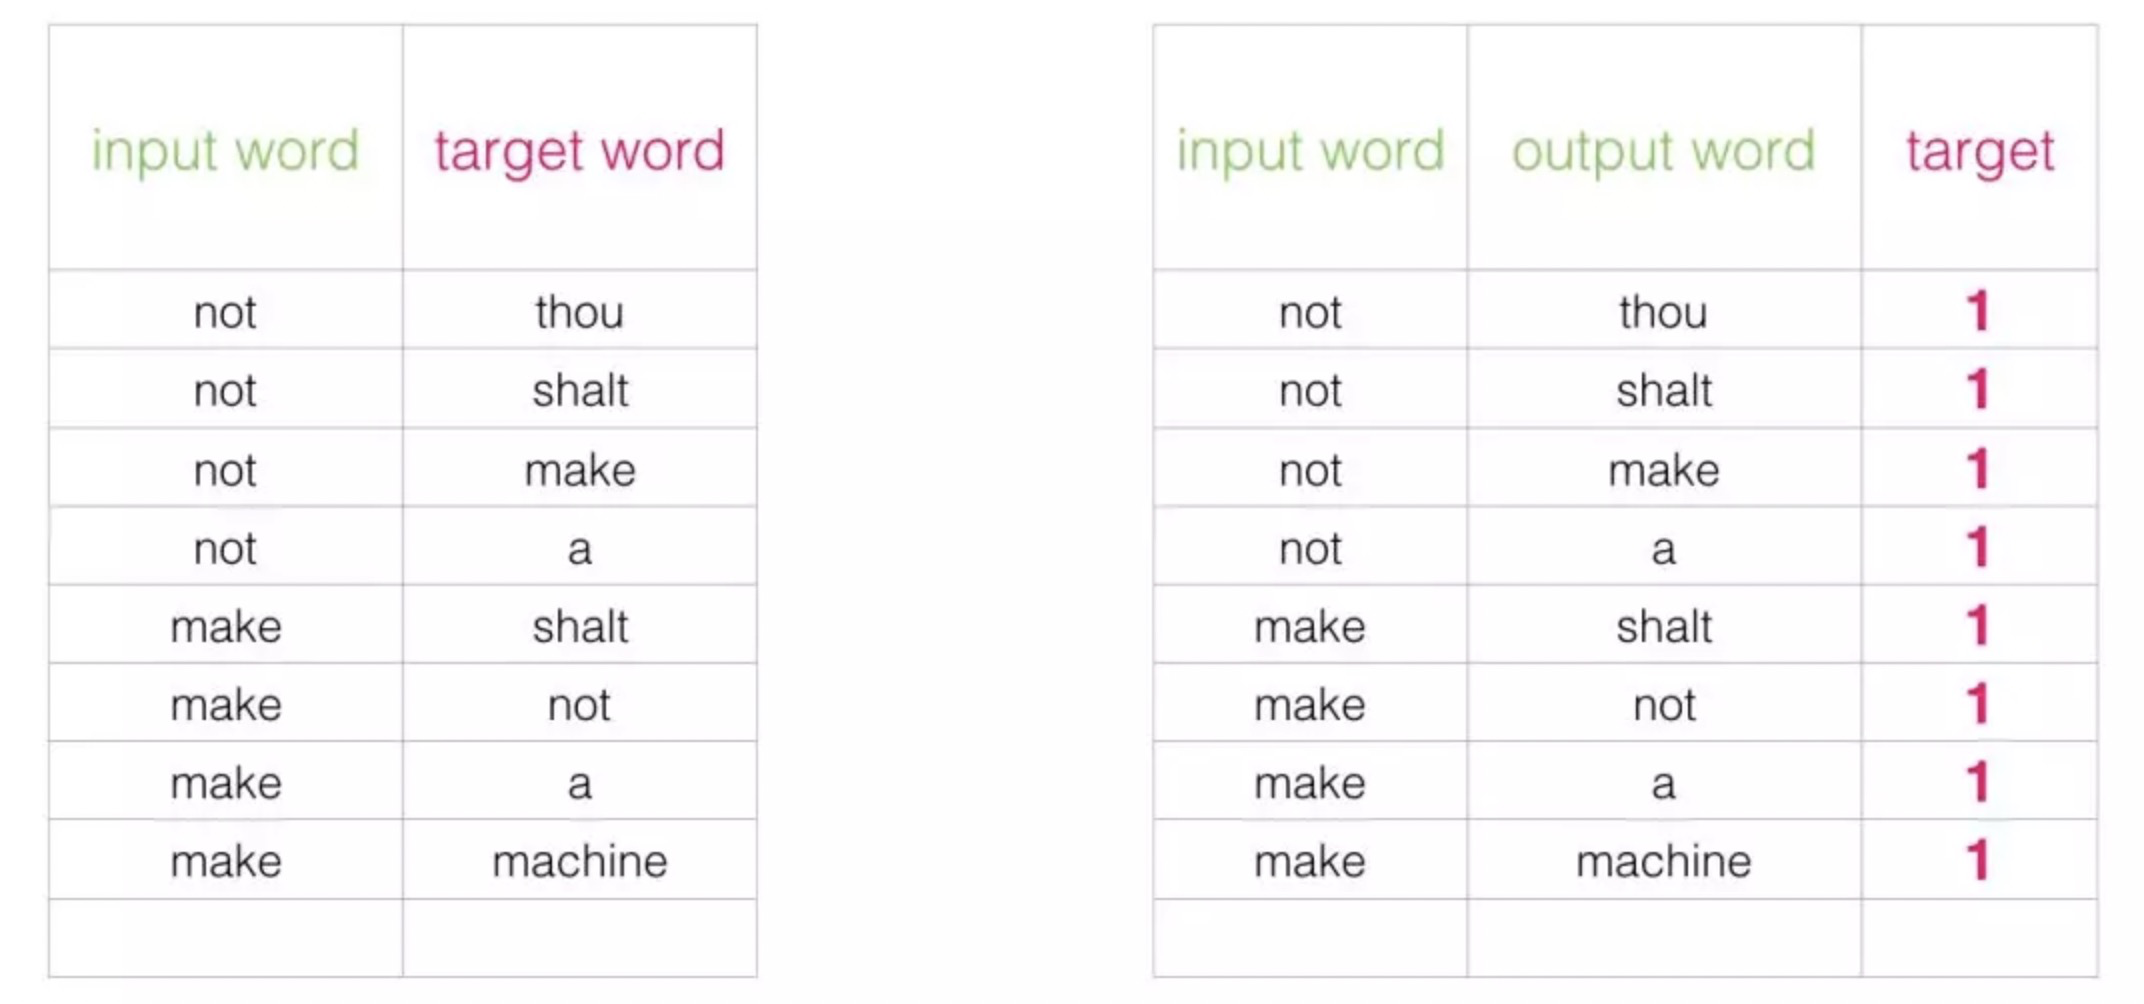 input word target word
not thou
not shalt
not make
not a
make shalt
make not
make a
make machine
input word output word target
not thou 1
not shalt 1
not make 1
not a 1
make shalt 1
make not 1
make a 1
make machine 1